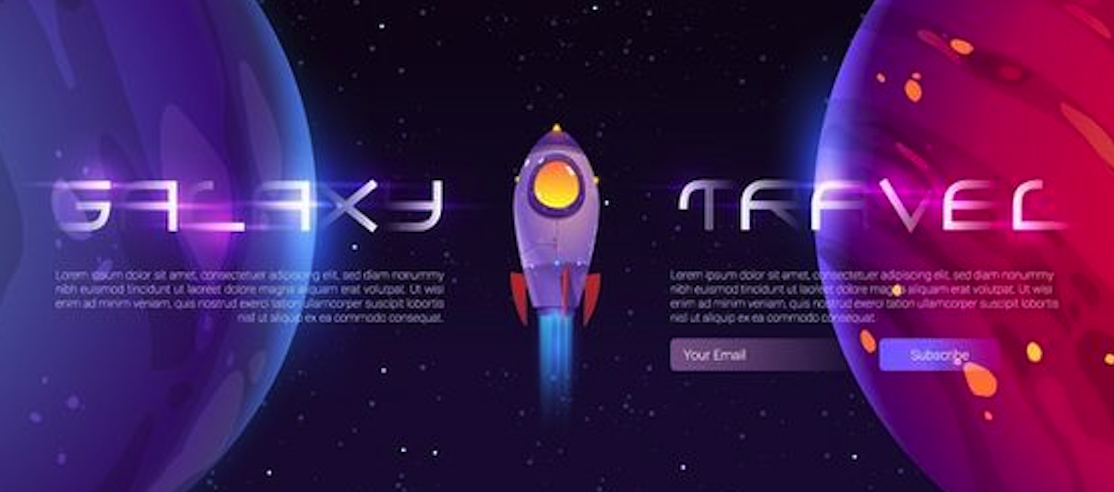 GALAXY
TRAVEL
Lorem ipsum dolor sit amet, consectetuer adipiscing elit, sed diam nonummy
nibh euismod tincidunt ut laoreet dolore magna aliquam erat volutpat. Ut wisi
enim ad minim veniam, quis nostrud exerci tation ullamcorper suscipit lobortis
nisl ut aliquip ex ea commodo consequat.
Lorem ipsum dolor sit amet, consectetuer adipiscing elit, sed diam nonummy
nibh euismod tincidunt ut laoreet dolore magna aliquam erat volutpat. Ut wisi
enim ad minim veniam, quis nostrud exerci tation ullamcorper suscipit lobortis
nisl ut aliquip ex ea commodo consequat.
Your Email
Subscribe